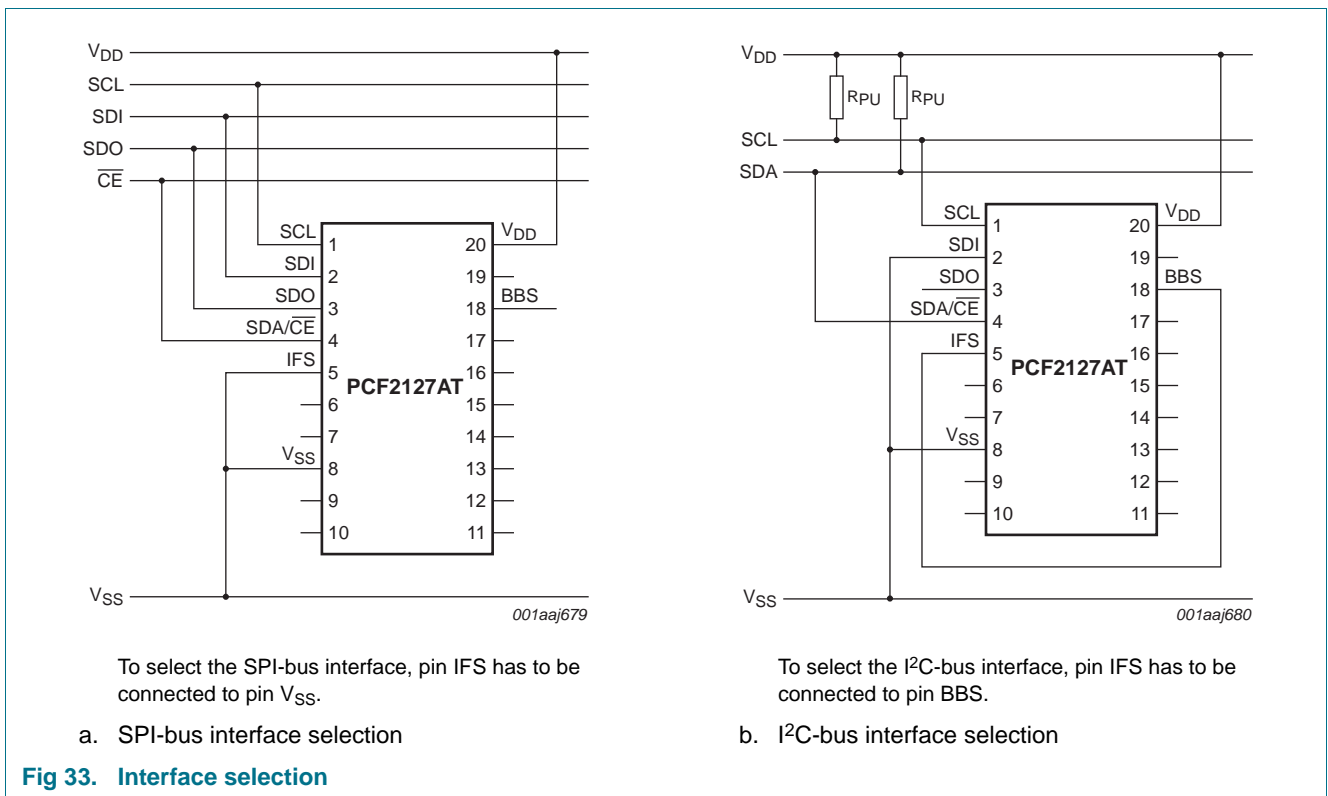 VDD
SCL
SDI
SDO
CE
SCL
SDI
SDO
SDA/CE
IFS
VSS
1
2
3
4
5
6
7
8
9
10
PCF2127AT
VDD
BBS
20
19
18
17
16
15
14
13
12
11
VSS
001aaj679
To select the SPI-bus interface, pin IFS has to be
connected to pin VSS.
a. SPI-bus interface selection
VDD
RPU
RPU
SCL
SDA
SCL
SDI
SDO
SDA/CE
IFS
VSS
1
2
3
4
5
6
7
8
9
10
PCF2127AT
VDD
BBS
20
19
18
17
16
15
14
13
12
11
VSS
001aaj680
To select the I2C-bus interface, pin IFS has to be
connected to pin BBS.
b. I2C-bus interface selection
Fig 33. Interface selection